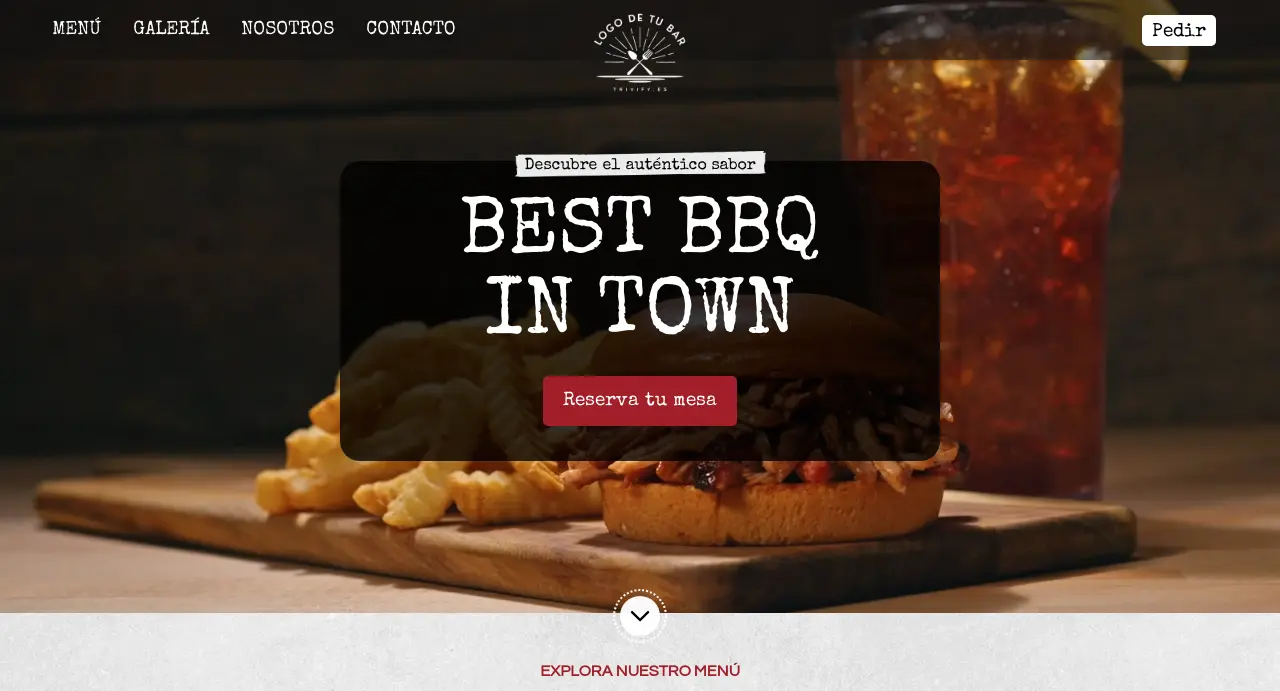 MENÚ GALERÍA NOSOTROS CONTACTO
LOGO DE TU BAR
TRIVIFY.ES
Pedir
Descubre el auténtico sabor
BEST BBQ
IN TOWN
Reserva tu mesa
EXPLORA NUESTRO MENÚ